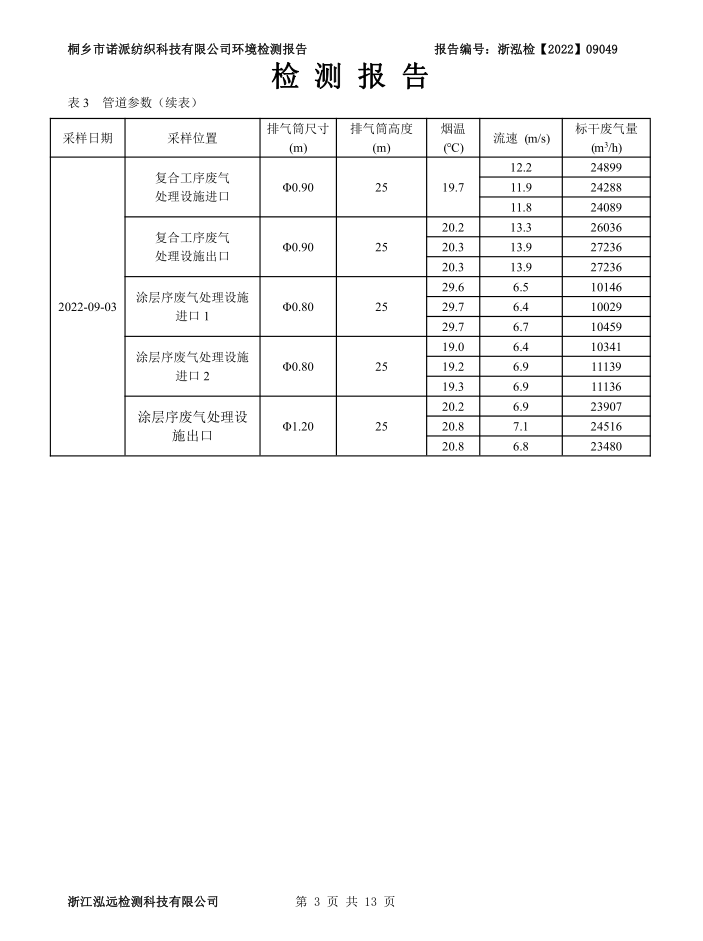 桐乡市诺派纺织科技有限公司环境检测报告 报告编号：浙泓检【2022】09049
检 测 报 告
表 3 管道参数（续表）
采样日期 采样位置 排气筒尺寸 (m) 排气筒高度 (m) 烟温 (℃) 流速 (m/s) 标干废气量 (m³/h)
2022-09-03
复合工序废气
处理设施进口
Φ0.90 25 19.7
12.2 24899
11.9 24288
11.8 24089
复合工序废气
处理设施出口
Φ0.90 25
20.2 13.3 26036
20.3 13.9 27236
20.3 13.9 27236
涂层序废气处理设施
进口 1
Φ0.80 25
29.6 6.5 10146
29.7 6.4 10029
29.7 6.7 10459
涂层序废气处理设施
进口 2
Φ0.80 25
19.0 6.4 10341
19.2 6.9 11139
19.3 6.9 11136
涂层序废气处理设
施出口
Φ1.20 25
20.2 6.9 23907
20.8 7.1 24516
20.8 6.8 23480
浙江泓远检测科技有限公司 第 3 页 共 13 页